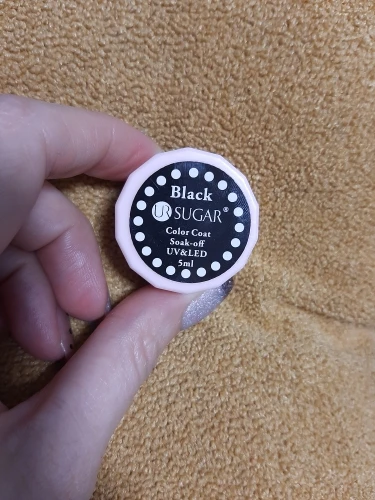 Black
UR SUGAR®
Color Coat
Soak-off
UV&LED
5ml